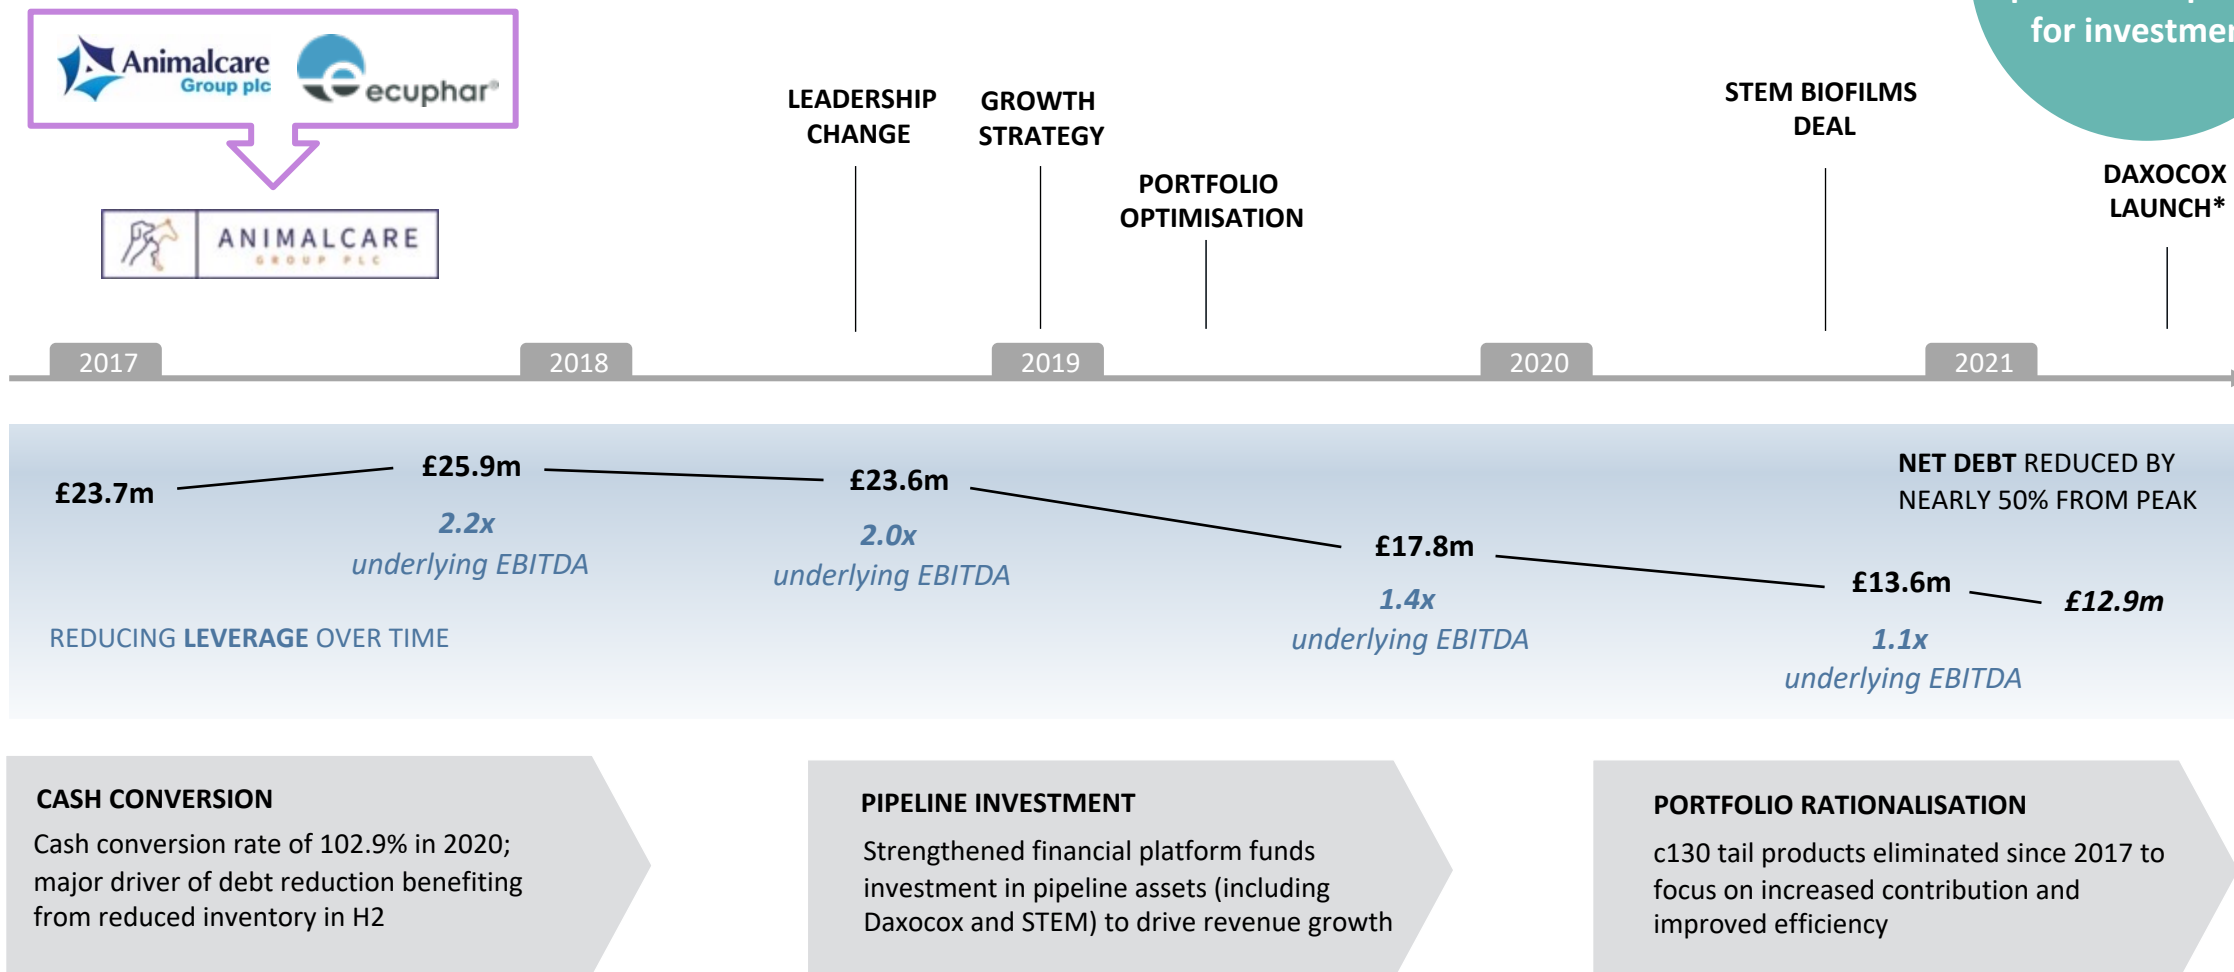 for investmen
Animalcare
Group plc
ecuphar®
ANIMALCARE
GROUP PLC
LEADERSHIP
CHANGE
GROWTH
STRATEGY
PORTFOLIO
OPTIMISATION
STEM BIOFILMS
DEAL
DAXOCOX
LAUNCH*
2017
2018
2019
2020
2021
£23.7m
£25.9m
2.2x
underlying EBITDA
£23.6m
2.0x
underlying EBITDA
£17.8m
1.4x
underlying EBITDA
£13.6m
1.1x
underlying EBITDA
£12.9m
NET DEBT REDUCED BY
NEARLY 50% FROM PEAK
REDUCING LEVERAGE OVER TIME
CASH CONVERSION
Cash conversion rate of 102.9% in 2020;
major driver of debt reduction benefiting
from reduced inventory in H2
PIPELINE INVESTMENT
Strengthened financial platform funds
investment in pipeline assets (including
Daxocox and STEM) to drive revenue growth
PORTFOLIO RATIONALISATION
c130 tail products eliminated since 2017 to
focus on increased contribution and
improved efficiency